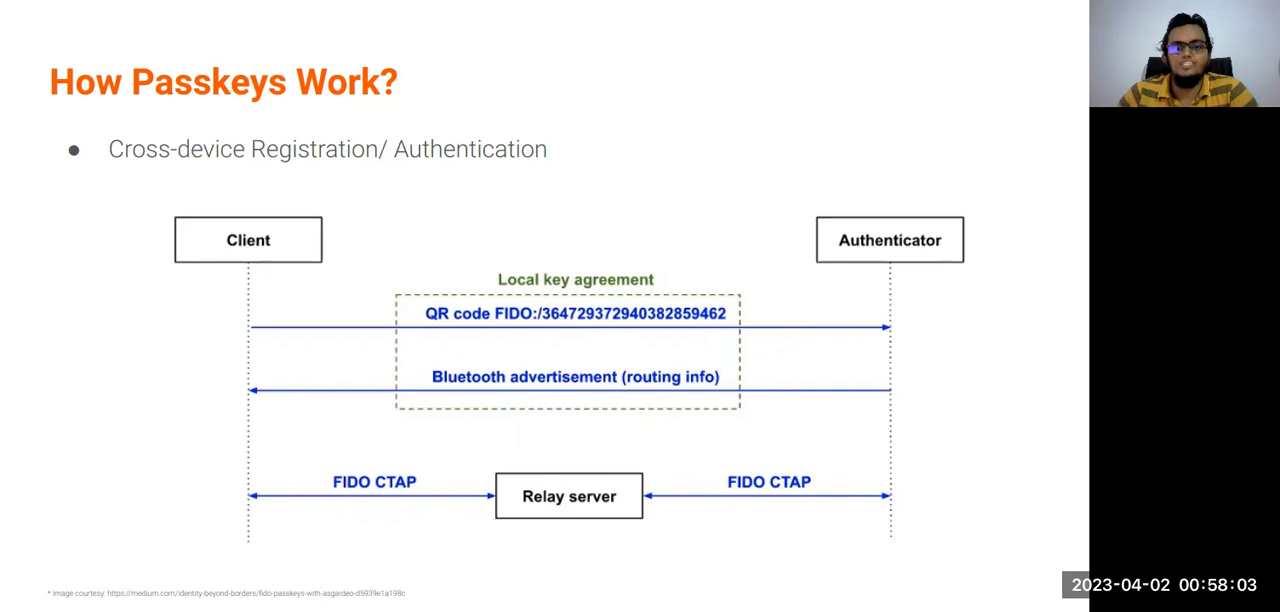 How Passkeys Work?
● Cross-device Registration/ Authentication
Client
Authenticator
Local key agreement
QR code FIDO:/364729372940382859462
Bluetooth advertisement (routing info)
FIDO CTAP
Relay server
FIDO CTAP
* Image courtesy: https://medium.com/identity-beyond-borders/fido-passkeys-with-asgardeo-d5939e1a198c
2023-04-02 00:58:03